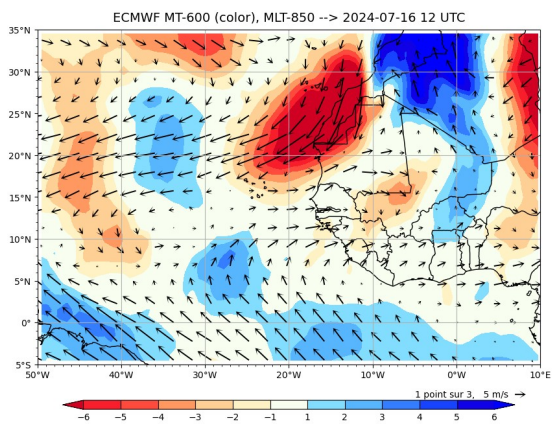 ECMWF MT-600 (color), MLT-850 --> 2024-07-16 12 UTC
35°N
30°N
25°N
20°N
15°N
10°N
5°N
0°
5°S
50°W 40°W 30°W 20°W 10°W 0°W 10°E
1 point sur 3, 5 m/s
−6 −5 −4 −3 −2 −1 1 2 3 4 5 6